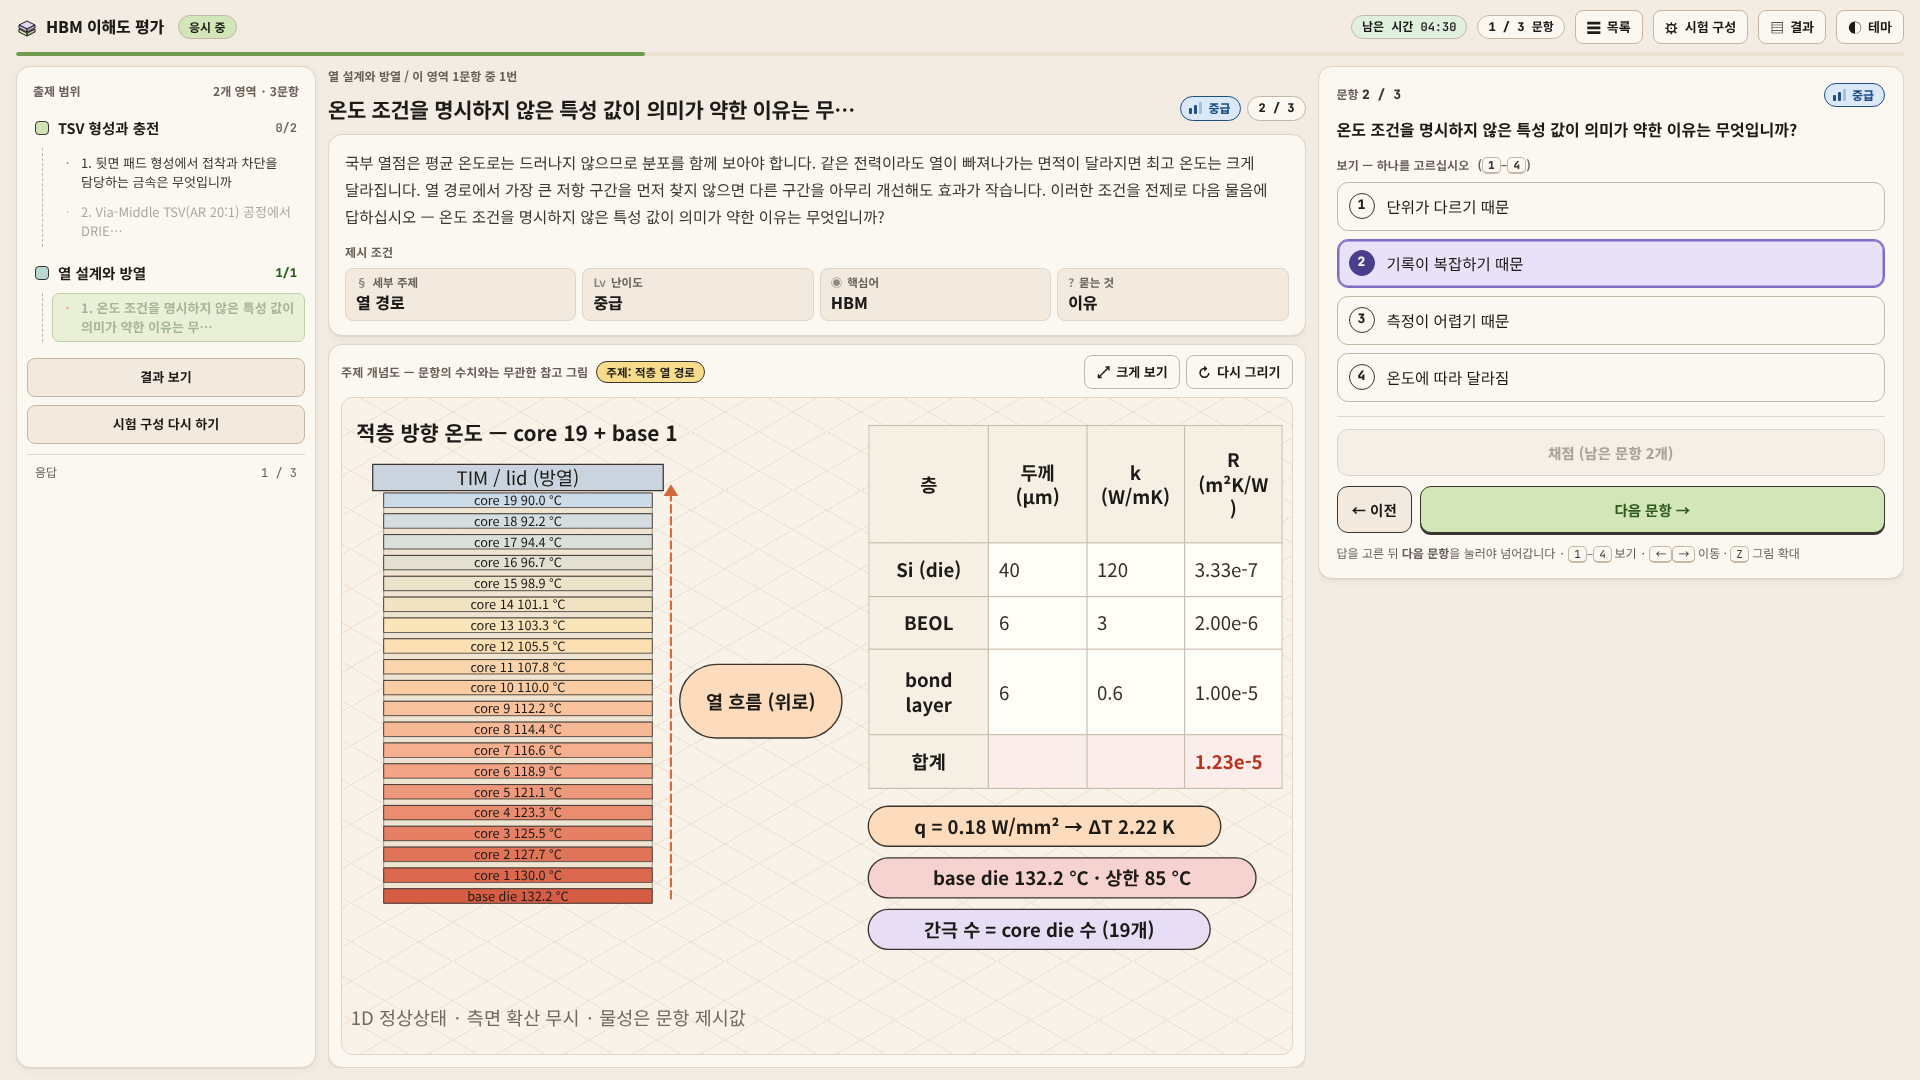 HBM 이해도 평가
응시 중
남은 시간 04:30
1 / 3 문항
목록
시험 구성
결과
테마
출제 범위
2개 영역 · 3문항
TSV 형성과 충전
0/2
· 1. 뒷면 패드 형성에서 접착과 차단을
담당하는 금속은 무엇입니까
· 2. Via-Middle TSV(AR 20:1) 공정에서
DRIE…
열 설계와 방열
1/1
· 1. 온도 조건을 명시하지 않은 특성 값이
의미가 약한 이유는 무…
결과 보기
시험 구성 다시 하기
응답
1 / 3
열 설계와 방열 / 이 영역 1문항 중 1번
온도 조건을 명시하지 않은 특성 값이 의미가 약한 이유는 무…
중급
2 / 3
국부 열점은 평균 온도로는 드러나지 않으므로 분포를 함께 보아야 합니다. 같은 전력이라도 열이 빠져나가는 면적이 달라지면 최고 온도는 크게
달라집니다. 열 경로에서 가장 큰 저항 구간을 먼저 찾지 않으면 다른 구간을 아무리 개선해도 효과가 작습니다. 이러한 조건을 전제로 다음 물음에
답하십시오 — 온도 조건을 명시하지 않은 특성 값이 의미가 약한 이유는 무엇입니까?
제시 조건
§ 세부 주제
열 경로
Lv 난이도
중급
◉ 핵심어
HBM
? 묻는 것
이유
주제 개념도 — 문항의 수치와는 무관한 참고 그림
주제: 적층 열 경로
크게 보기
다시 그리기
적층 방향 온도 — core 19 + base 1
TIM / lid (방열)
core 19 90.0 °C
core 18 92.2 °C
core 17 94.4 °C
core 16 96.7 °C
core 15 98.9 °C
core 14 101.1 °C
core 13 103.3 °C
core 12 105.5 °C
core 11 107.8 °C
core 10 110.0 °C
core 9 112.2 °C
core 8 114.4 °C
core 7 116.6 °C
core 6 118.9 °C
core 5 121.1 °C
core 4 123.3 °C
core 3 125.5 °C
core 2 127.7 °C
core 1 130.0 °C
base die 132.2 °C
열 흐름 (위로)
층
두께
(μm)
k
(W/mK)
R
(m²K/W
)
Si (die)
40
120
3.33e-7
BEOL
6
3
2.00e-6
bond
layer
6
0.6
1.00e-5
합계
1.23e-5
q = 0.18 W/mm² → ΔT 2.22 K
base die 132.2 °C · 상한 85 °C
간극 수 = core die 수 (19개)
1D 정상상태 · 측면 확산 무시 · 물성은 문항 제시값
문항 2 / 3
중급
온도 조건을 명시하지 않은 특성 값이 의미가 약한 이유는 무엇입니까?
보기 — 하나를 고르십시오 (1–4)
1 단위가 다르기 때문
2 기록이 복잡하기 때문
3 측정이 어렵기 때문
4 온도에 따라 달라짐
채점 (남은 문항 2개)
← 이전
다음 문항 →
답을 고른 뒤 다음 문항을 눌러야 넘어갑니다 · 1–4 보기 · ← → 이동 · Z 그림 확대